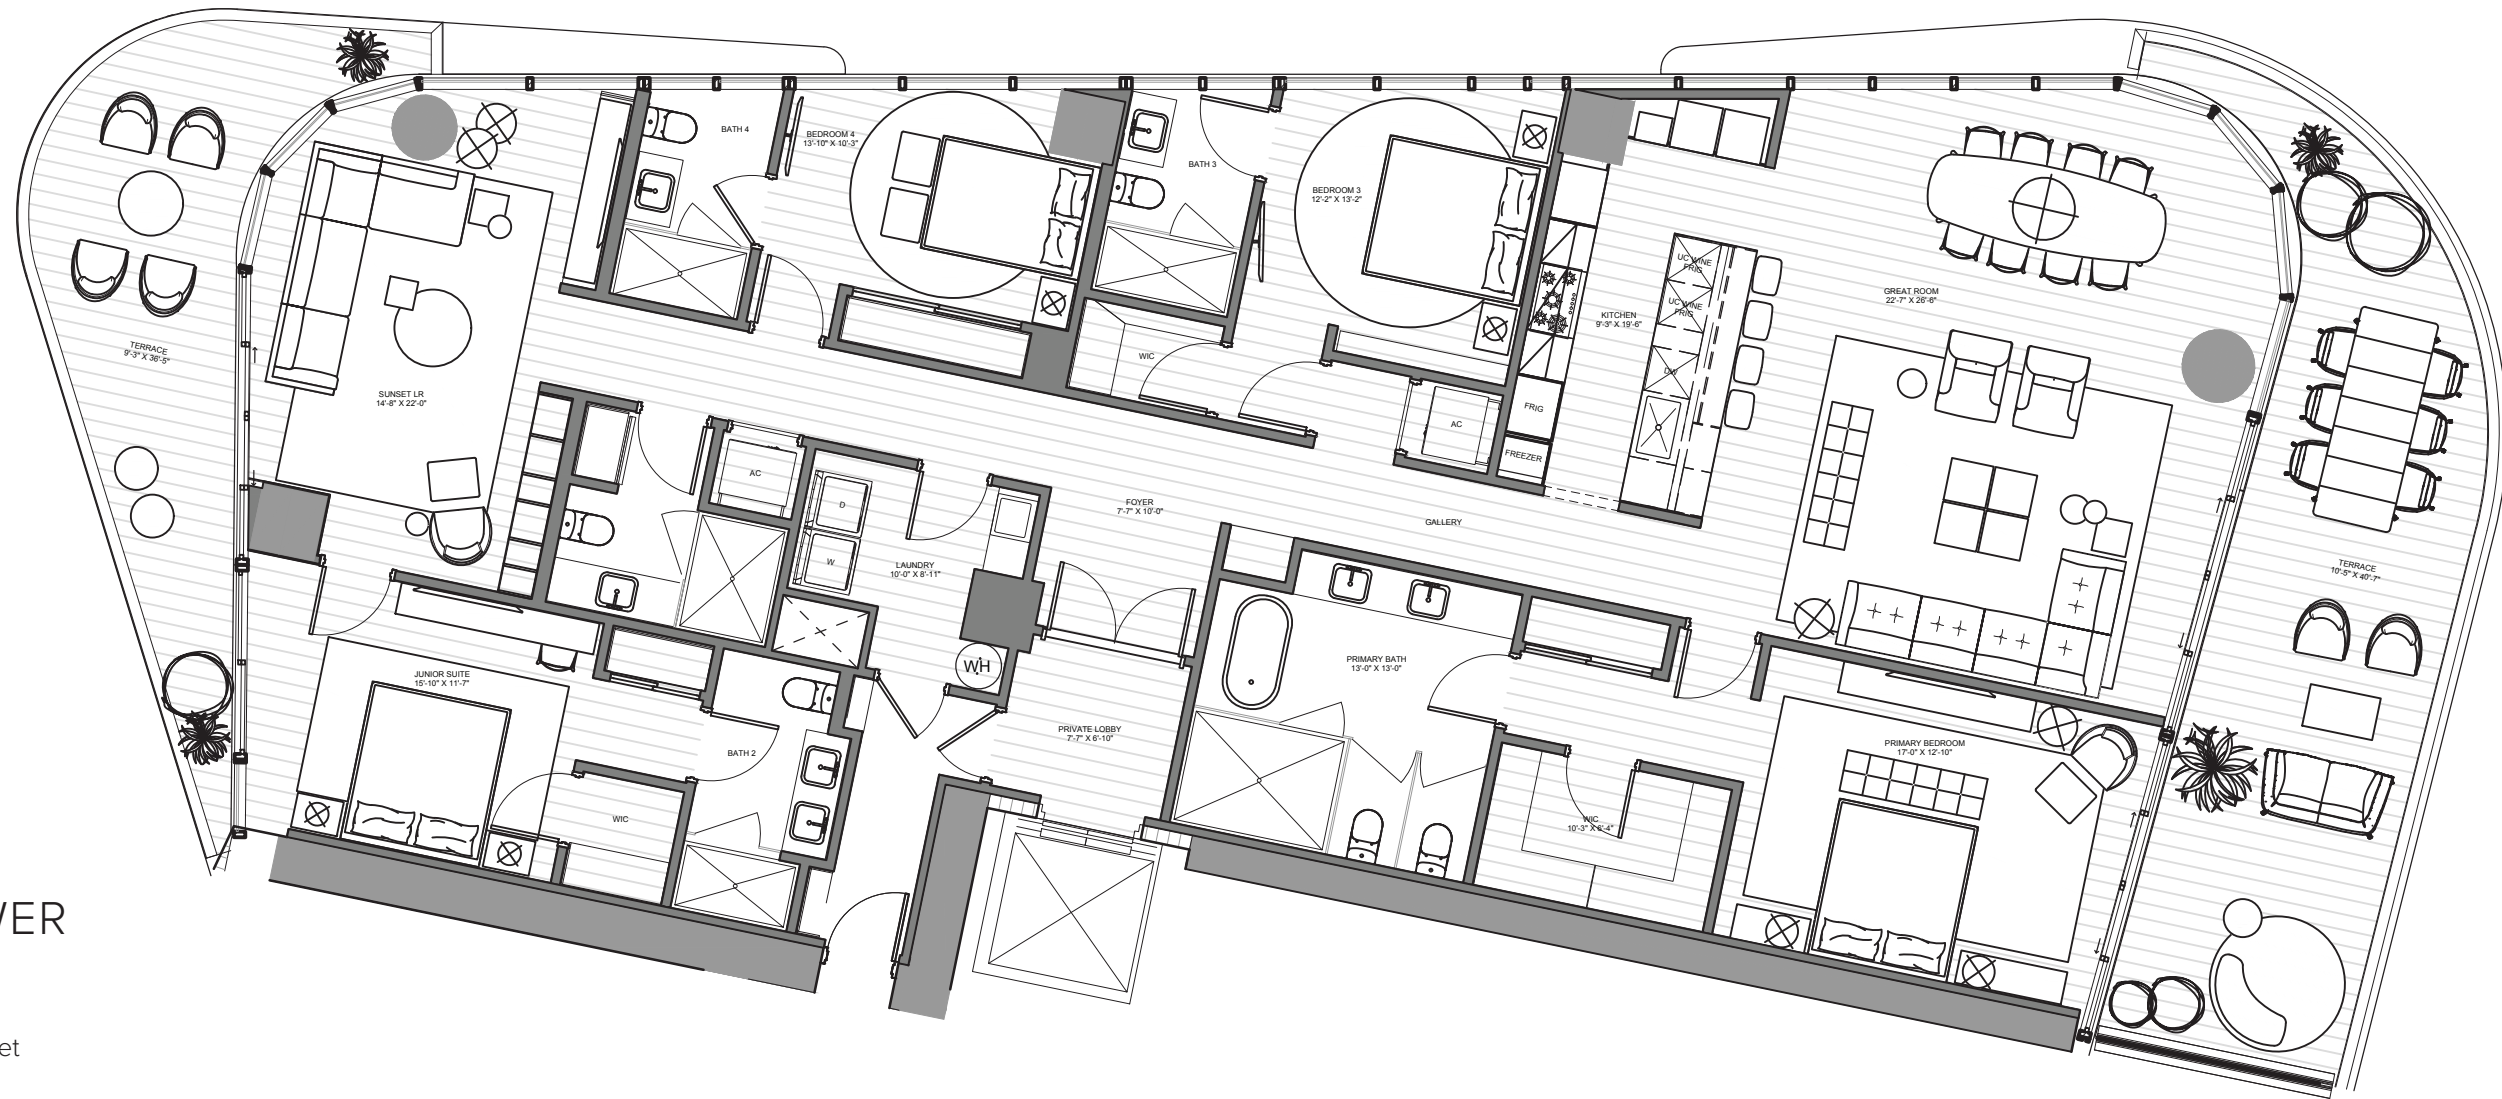 BATH 4
BEDROOM 4
13'-10" X 10'-3"
BATH 3
BEDROOM 3
12'-2" X 13'-2"
UC WINE
FRIG
UC WINE
FRIG
DW
KITCHEN
9'-3" X 19'-6"
GREAT ROOM
22'-7" X 26'-6"
TERRACE
9'-3" X 36'-5"
SUNSET LR
14'-8" X 22'-0"
WIC
FRIG
AC
FREEZER
AC
D
W
LAUNDRY
10'-0" X 8'-11"
FOYER
7'-7" X 10'-0"
GALLERY
TERRACE
10'-5" X 40'-7"
WH
PRIMARY BATH
13'-0" X 13'-0"
JUNIOR SUITE
15'-10" X 11'-7"
BATH 2
PRIVATE LOBBY
7'-7" X 6'-10"
PRIMARY BEDROOM
17'-0" X 12'-10"
WIC
WIC
10'-3" X 8'-4"
WER
et